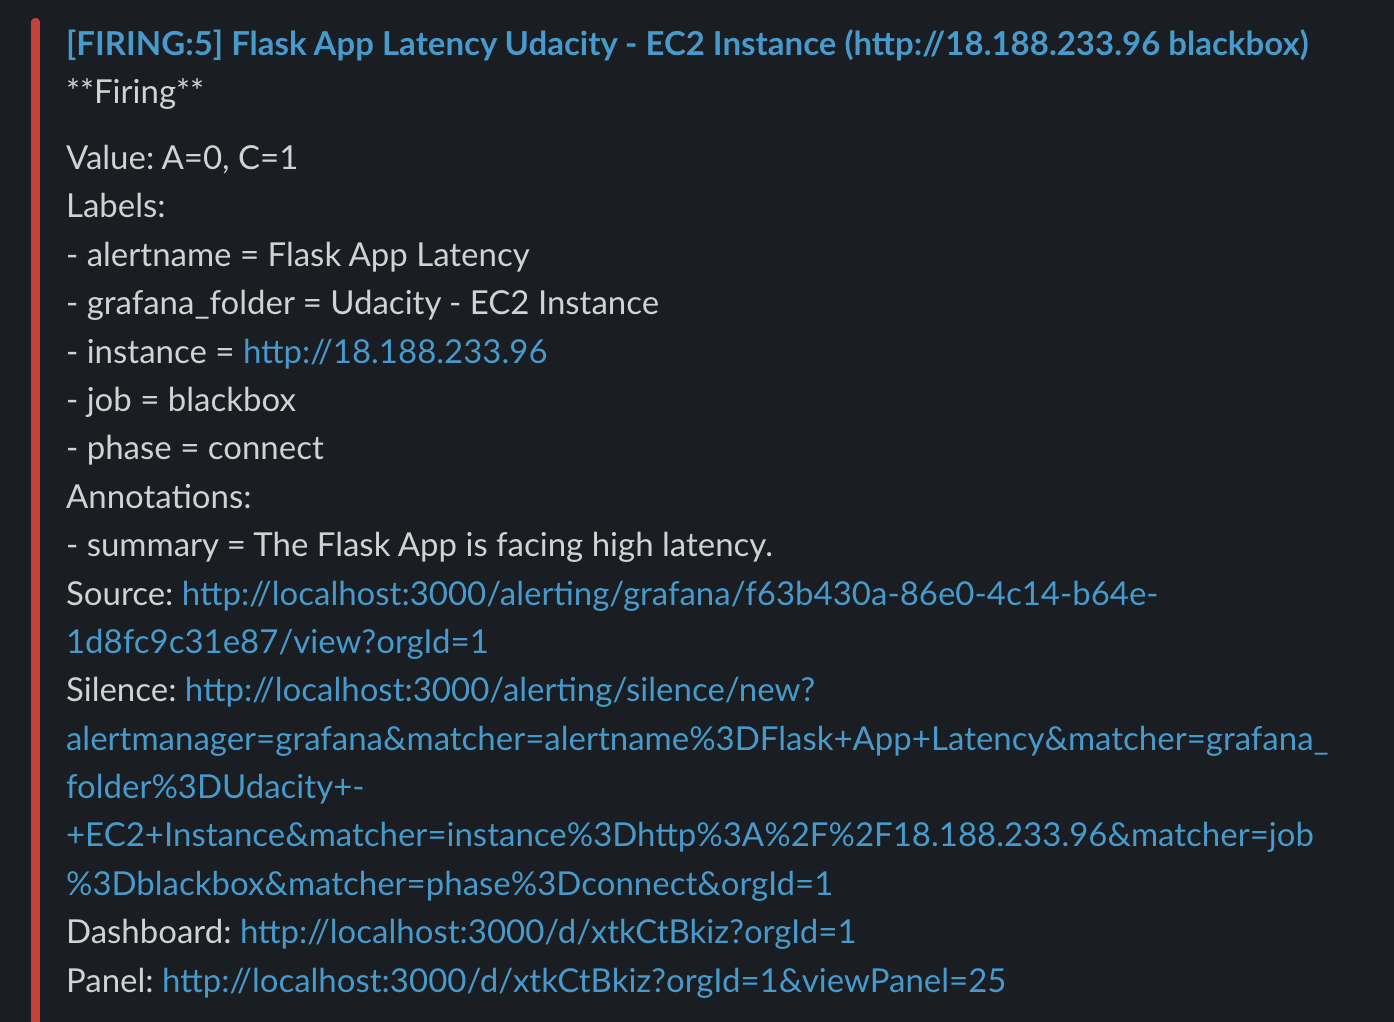 [FIRING:5] Flask App Latency Udacity - EC2 Instance (http://18.188.233.96 blackbox)
**Firing**
Value: A=0, C=1
Labels:
- alertname = Flask App Latency
- grafana_folder = Udacity - EC2 Instance
- instance = http://18.188.233.96
- job = blackbox
- phase = connect
Annotations:
- summary = The Flask App is facing high latency.
Source: http://localhost:3000/alerting/grafana/f63b430a-86e0-4c14-b64e-
1d8fc9c31e87/view?orgId=1
Silence: http://localhost:3000/alerting/silence/new?
alertmanager=grafana&matcher=alertname%3DFlask+App+Latency&matcher=grafana_
folder%3DUdacity+-
+EC2+Instance&matcher=instance%3Dhttp%3A%2F%2F18.188.233.96&matcher=job
%3Dblackbox&matcher=phase%3Dconnect&orgId=1
Dashboard: http://localhost:3000/d/xtkCtBkiz?orgId=1
Panel: http://localhost:3000/d/xtkCtBkiz?orgId=1&viewPanel=25